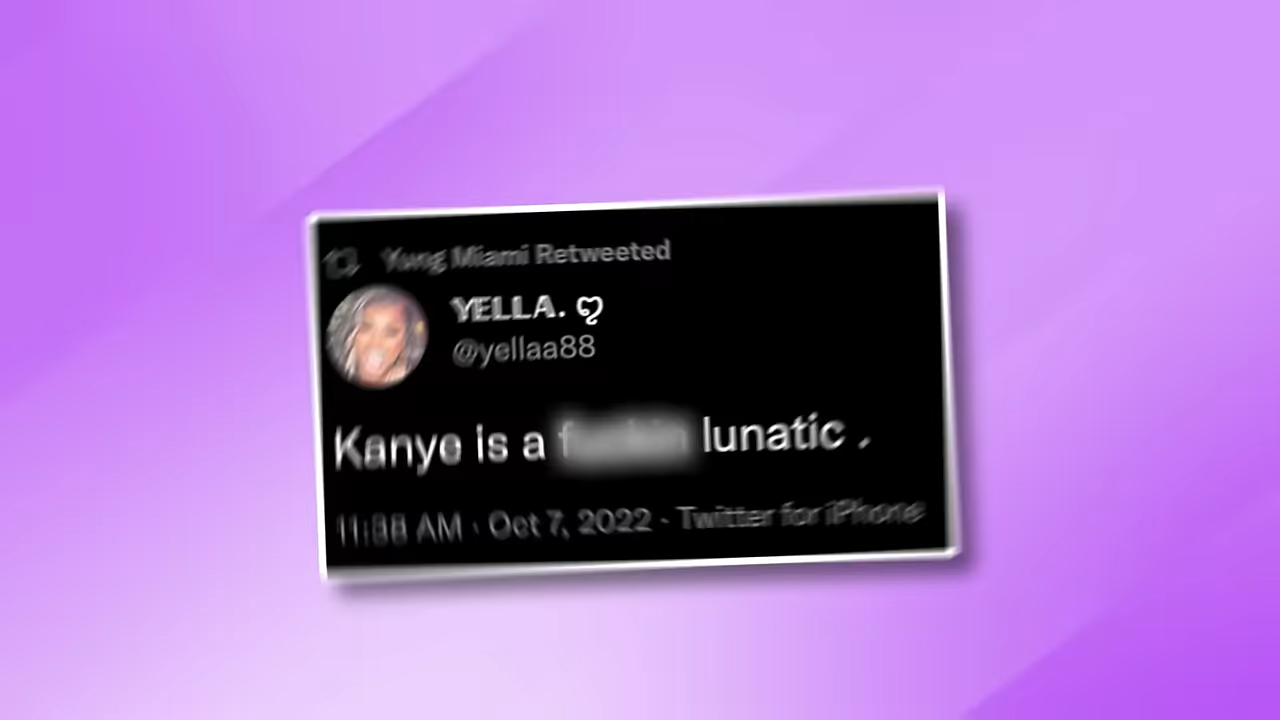 Yung Miami Retweeted
YELLA. ღ
@yellaa88
Kanye is a lunatic .
11:38 AM · Oct 7, 2022 · Twitter for iPhone